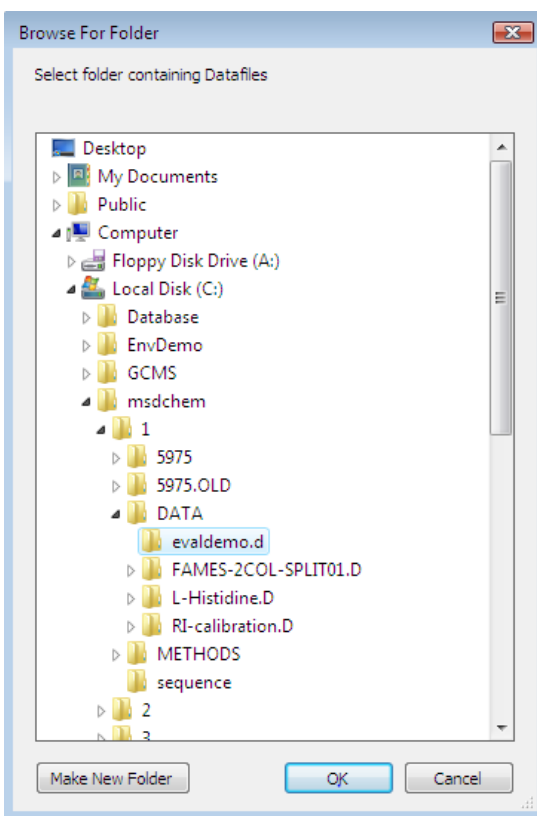 Browse For Folder
Select folder containing Datafiles
Desktop
My Documents
Public
Computer
Floppy Disk Drive (A:)
Local Disk (C:)
Database
EnvDemo
GCMS
msdchem
1
5975
5975.OLD
DATA
evaldemo.d
FAMES-2COL-SPLIT01.D
L-Histidine.D
RI-calibration.D
METHODS
sequence
2
3
Make New Folder OK Cancel